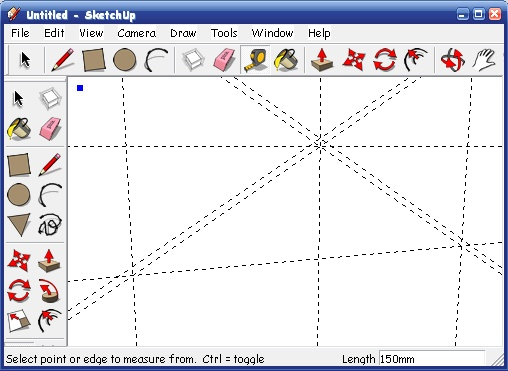 Untitled - SketchUp
File Edit View Camera Draw Tools Window Help
Select point or edge to measure from. Ctrl = toggle Length 150mm